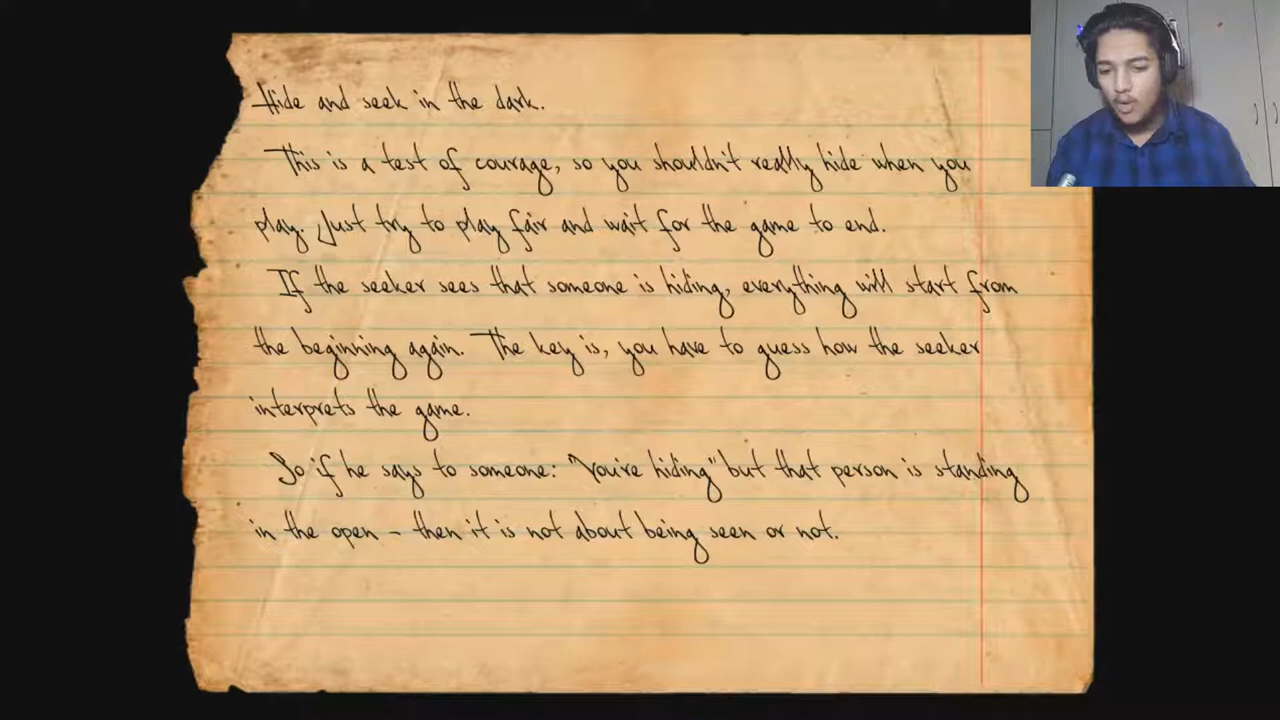 Hide and seek in the dark.
This is a test of courage, so you shouldn't really hide when you
play. Just try to play fair and wait for the game to end.
If the seeker sees that someone is hiding, everything will start from
the beginning again. The key is, you have to guess how the seeker
interprets the game.
So if he says to someone: "You're hiding" but that person is standing
in the open - then it is not about being seen or not.